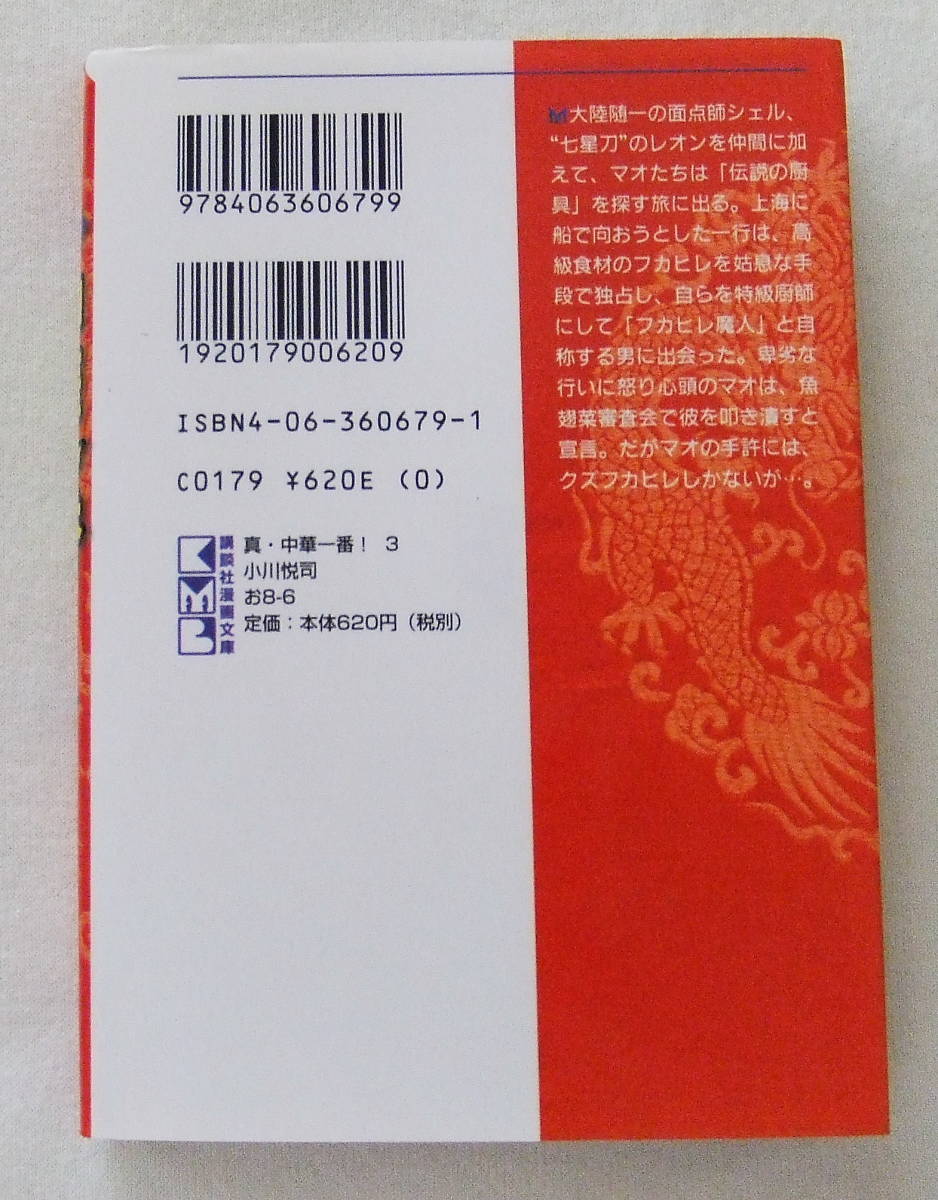 9784063606799
1920179006209
ISBN4-06-360679-1
C0179 ¥620E (0)
KMB
講談社漫画文庫
真・中華一番! 3
小川悦司
お8-6
定価:本体620円(税別)
M大陸随一の面点師シェル、
“七星刀”のレオンを仲間に加
えて、マオたちは「伝説の厨
具」を探す旅に出る。上海に
船で向おうとした一行は、高
級食材のフカヒレを姑息な手
段で独占し、自らを特級厨師
にして「フカヒレ魔人」と自
称する男に出会った。卑劣な
行いに怒り心頭のマオは、魚
翅菜審査会で彼を叩き潰すと
宣言。だがマオの手許には、
クズフカヒレしかないが…。